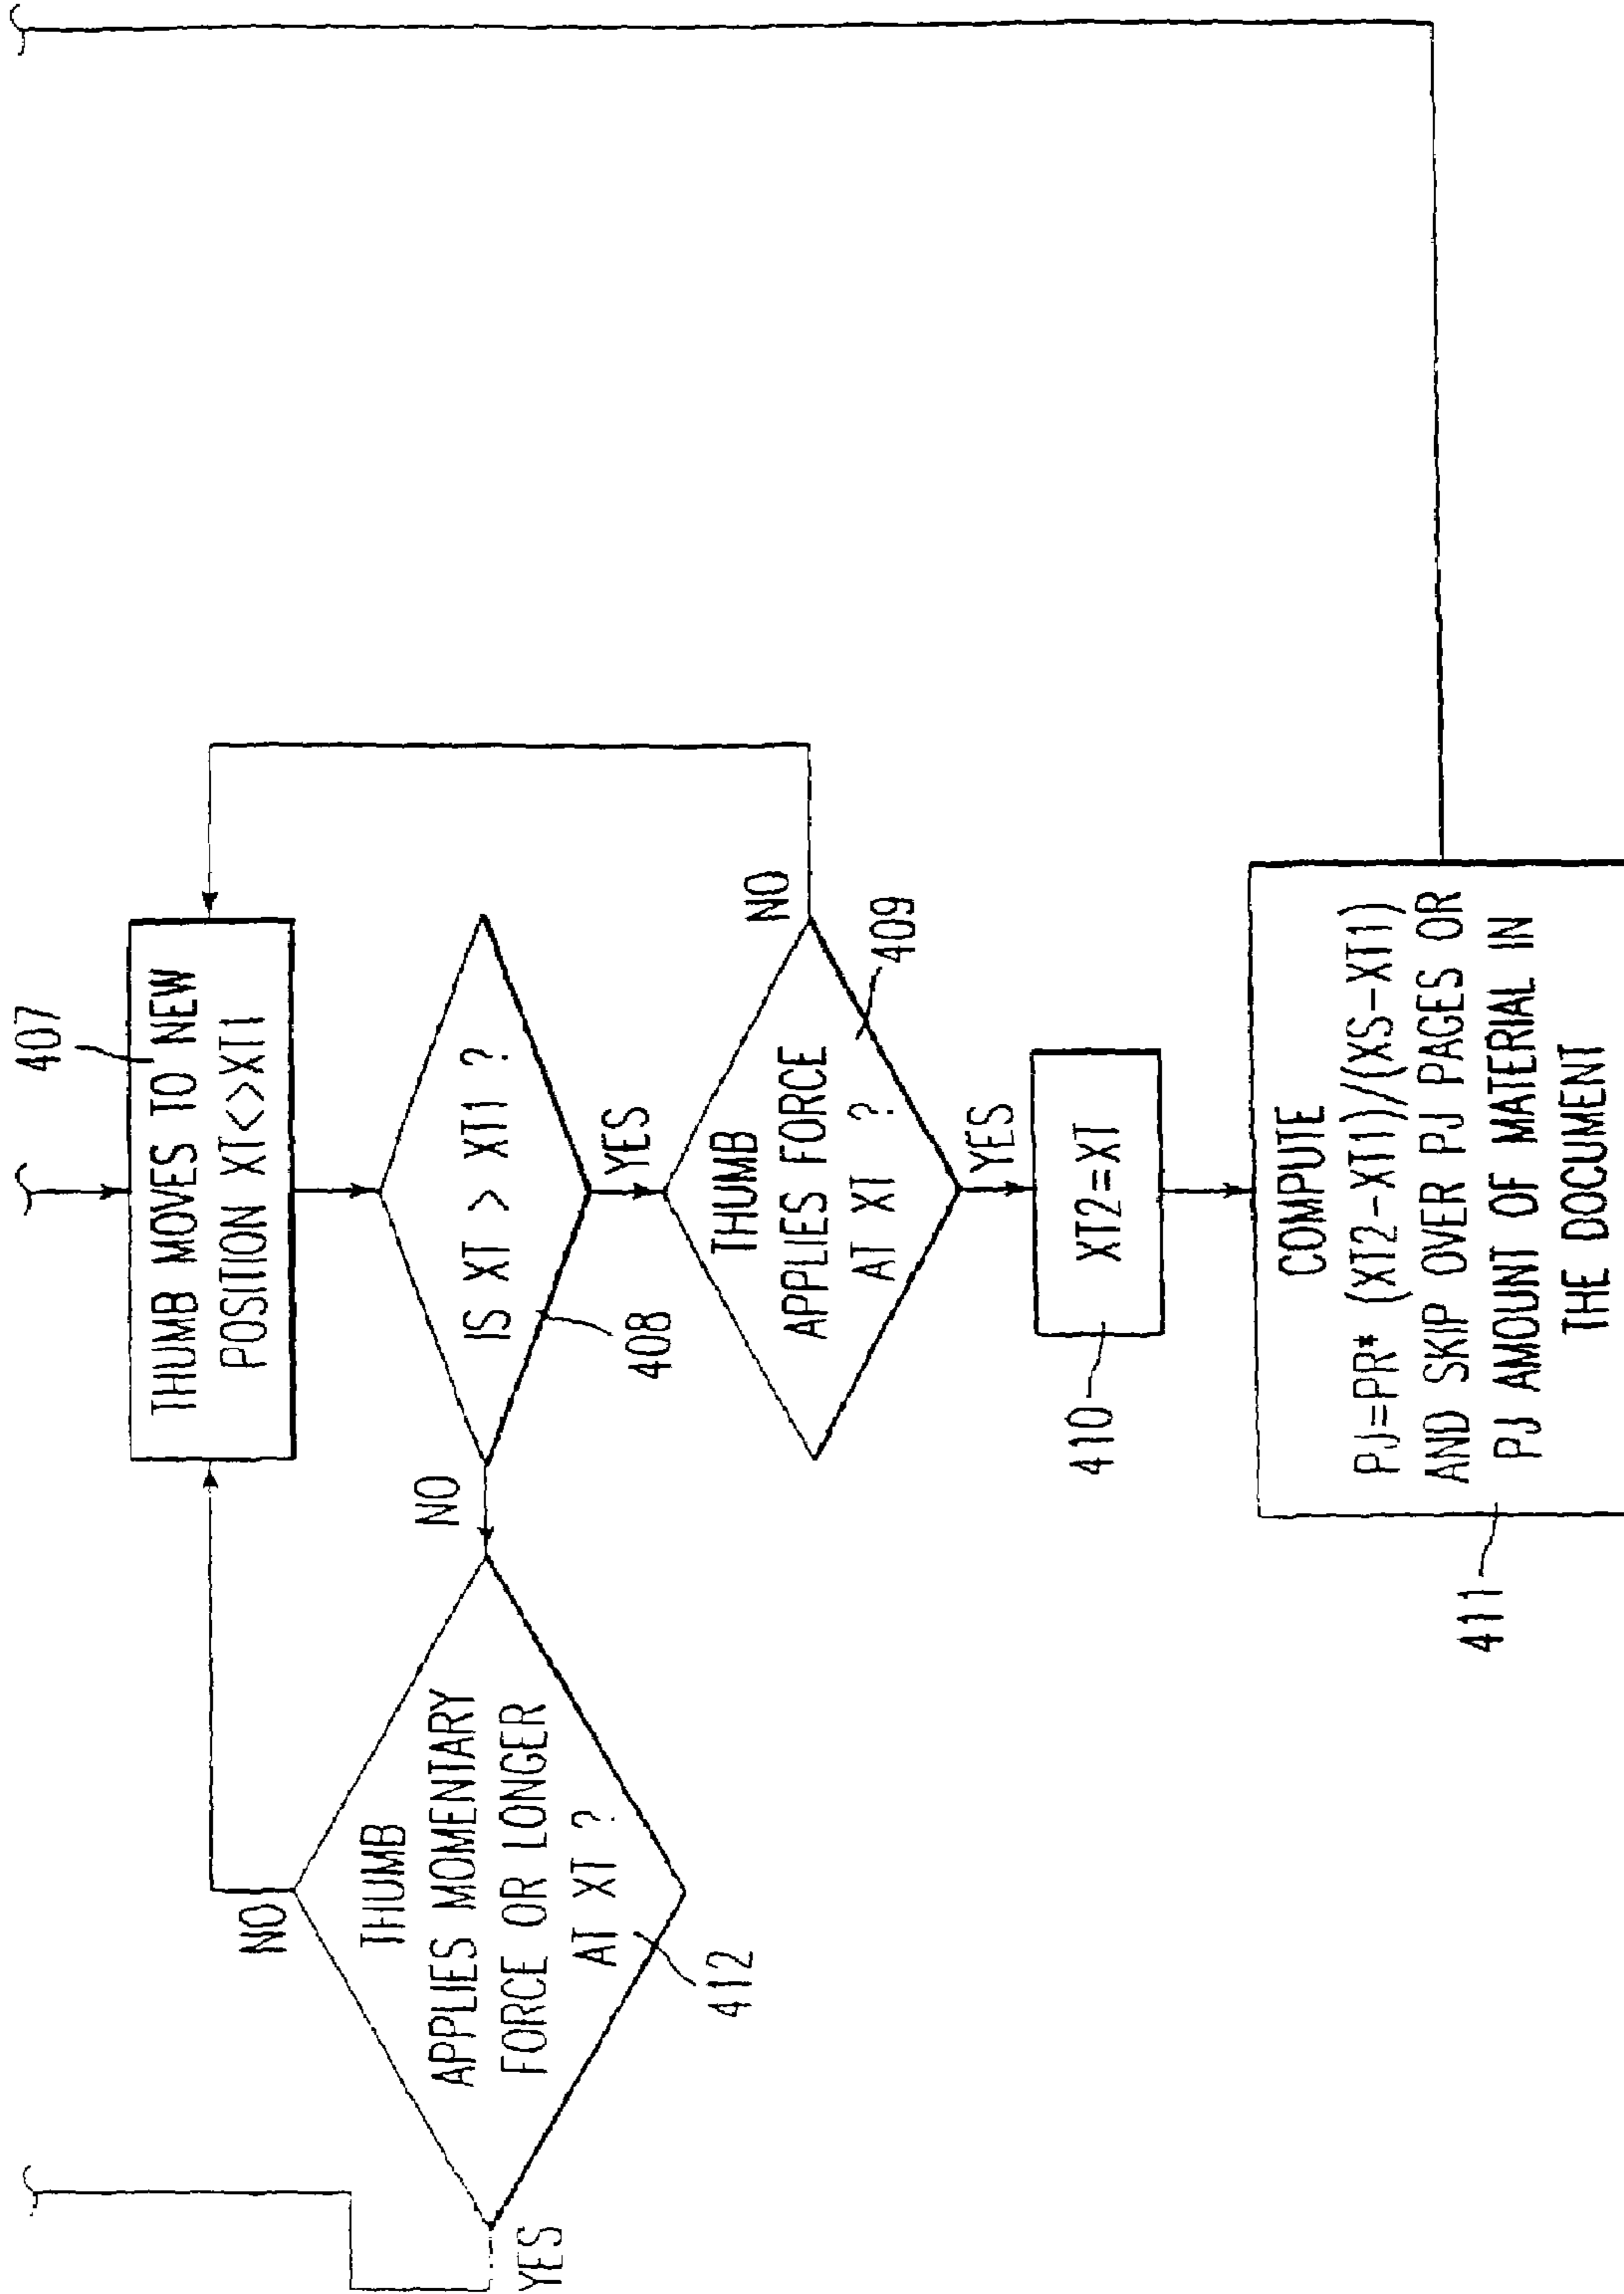 407
THUMB MOVES TO NEW
POSITION XT<>XT1
IS XT > XT1 ?
408
NO
YES
THUMB
APPLIES MOMENTARY
FORCE OR LONGER
AT XT ?
412
NO
YES
THUMB
APPLIES FORCE
AT XT ?
409
NO
YES
XT2=XT
410
COMPUTE
PJ=PR* (XT2-XT1)/(XS-XT1)
AND SKIP OVER PJ PAGES OR
PJ AMOUNT OF MATERIAL IN
THE DOCUMENT
411